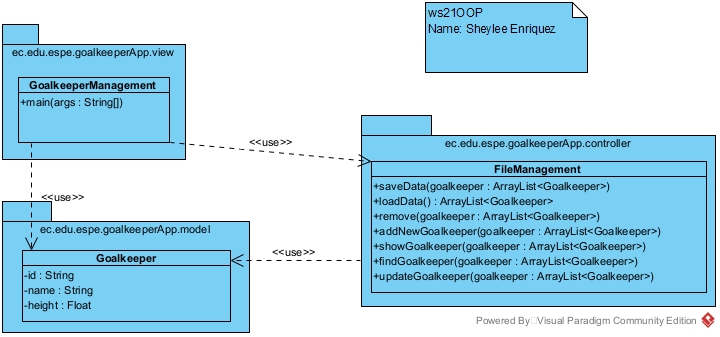 ws21OOP
Name: Sheylee Enriquez
ec.edu.espe.goalkeeperApp.view
GoalkeeperManagement
+main(args : String[])
<<use>>
ec.edu.espe.goalkeeperApp.controller
FileManagement
+saveData(goalkeeper : ArrayList<Goalkeeper>)
+loadData() : ArrayList<Goalkeeper>
+remove(goalkeeper : ArrayList<Goalkeeper>)
+addNewGoalkeeper(goalkeeper : ArrayList<Goalkeeper>)
+showGoalkeeper(goalkeeper : ArrayList<Goalkeeper>)
+findGoalkeeper(goalkeeper : ArrayList<Goalkeeper>)
+updateGoalkeeper(goalkeeper : ArrayList<Goalkeeper>)
<<use>>
ec.edu.espe.goalkeeperApp.model
Goalkeeper
-id : String
-name : String
-height : Float
<<use>>
Powered By Visual Paradigm Community Edition